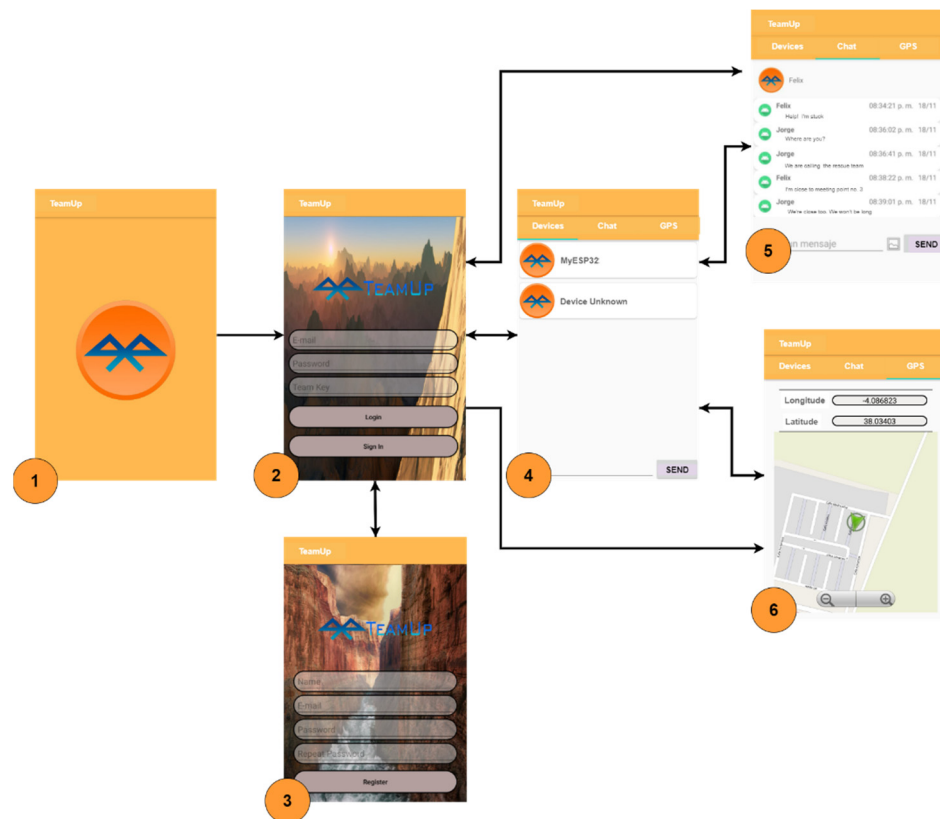 TeamUp
1
TeamUp
TEAMUP
E-mail
Password
Team Key
Login
Sign In
2
TeamUp
TEAMUP
Name
E-mail
Password
Repeat Password
Register
3
TeamUp
Devices Chat GPS
MyESP32
Device Unknown
SEND
4
TeamUp
Devices Chat GPS
Felix
Felix 08:34:21 p. m. 18/11
Help! I'm stuck
Jorge 08:36:02 p. m. 18/11
Where are you?
Jorge 08:36:41 p. m. 18/11
We are calling the rescue team
Felix 08:38:22 p. m. 18/11
I'm close to meeting point no. 3
Jorge 08:39:01 p. m. 18/11
We're close too. We won't be long
un mensaje SEND
5
TeamUp
Devices Chat GPS
Longitude -4.086823
Latitude 38.03403
6